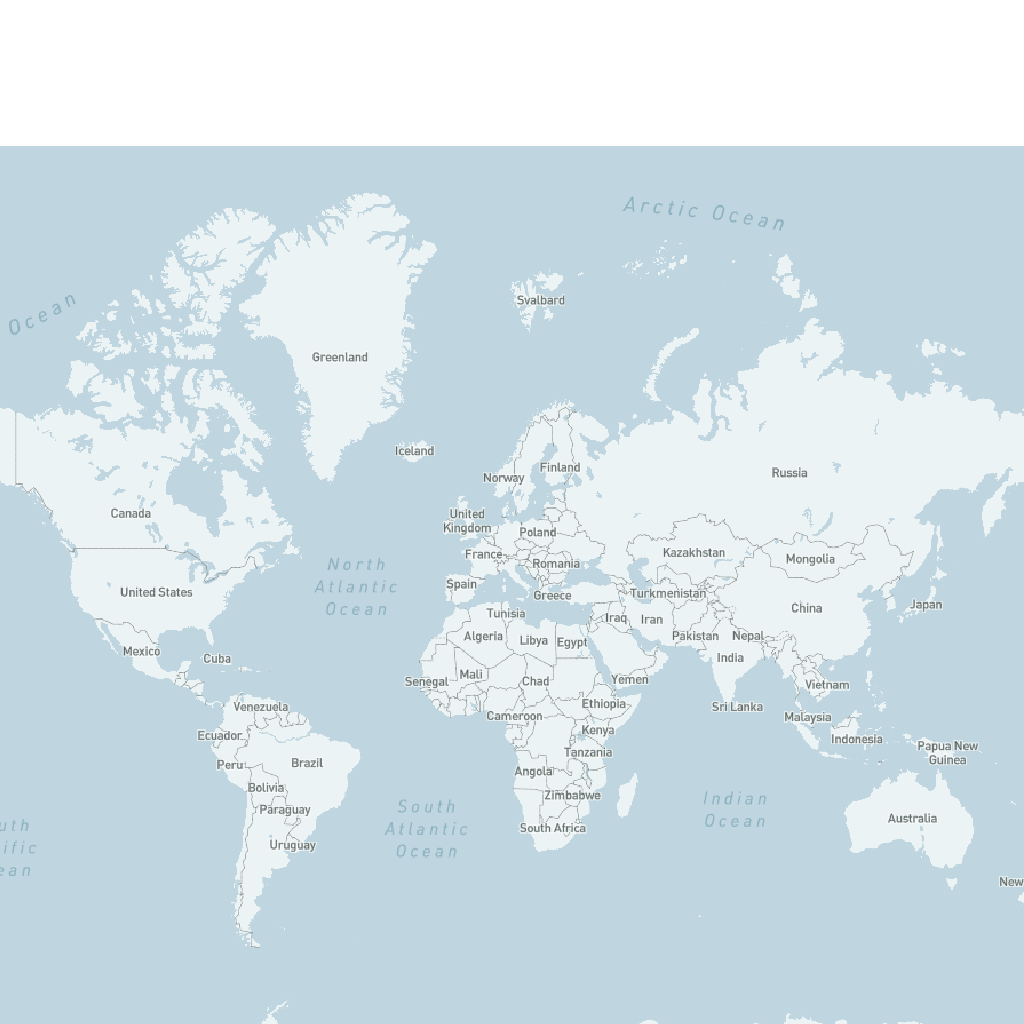 Arctic Ocean
Ocean
Svalbard
Greenland
Iceland
Finland
Russia
Norway
Canada
United
Kingdom
Poland
Kazakhstan
France
Mongolia
North
Atlantic
Ocean
Romania
Spain
United States
Greece
Turkmenistan
China
Japan
Tunisia
Iraq
Iran
Algeria
Libya
Egypt
Pakistan
Nepal
Mexico
Cuba
India
Mali
Senegal
Chad
Yemen
Vietnam
Venezuela
Ethiopia
Sri Lanka
Cameroon
Malaysia
Ecuador
Kenya
Indonesia
Papua New
Guinea
Tanzania
Peru
Brazil
Angola
Bolivia
Zimbabwe
Indian
Ocean
South
Atlantic
Ocean
Paraguay
Australia
South Africa
uth
ific
ean
Uruguay
New